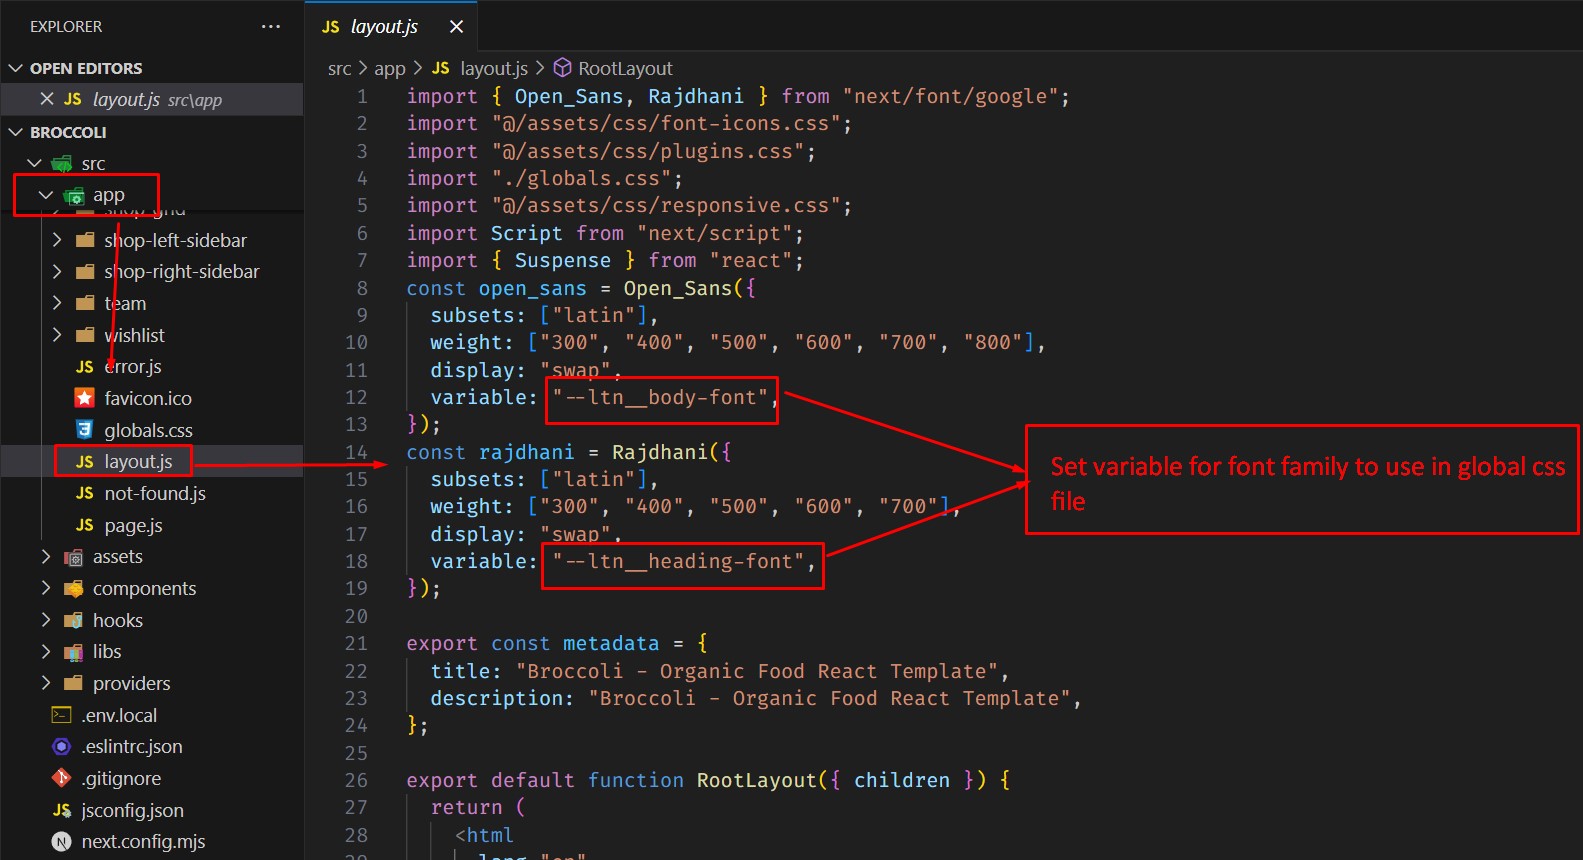 EXPLORER
OPEN EDITORS
layout.js src\app
BROCCOLI
src
app
shop-grid
shop-left-sidebar
shop-right-sidebar
team
wishlist
error.js
favicon.ico
globals.css
JS layout.js
JS not-found.js
JS page.js
assets
components
hooks
libs
providers
.env.local
.eslintrc.json
.gitignore
jsconfig.json
next.config.mjs
JS layout.js
src > app > JS layout.js > RootLayout
1 import { Open_Sans, Rajdhani } from "next/font/google";
2 import "@/assets/css/font-icons.css";
3 import "@/assets/css/plugins.css";
4 import "./globals.css";
5 import "@/assets/css/responsive.css";
6 import Script from "next/script";
7 import { Suspense } from "react";
8 const open_sans = Open_Sans({
9 subsets: ["latin"],
10 weight: ["300", "400", "500", "600", "700", "800"],
11 display: "swap",
12 variable: "--ltn__body-font",
13 });
14 const rajdhani = Rajdhani({
15 subsets: ["latin"],
16 weight: ["300", "400", "500", "600", "700"],
17 display: "swap",
18 variable: "--ltn__heading-font",
19 });
20
21 export const metadata = {
22 title: "Broccoli - Organic Food React Template",
23 description: "Broccoli - Organic Food React Template",
24 };
25
26 export default function RootLayout({ children }) {
27 return (
28 <html
29 lang="en"
Set variable for font family to use in global css
file